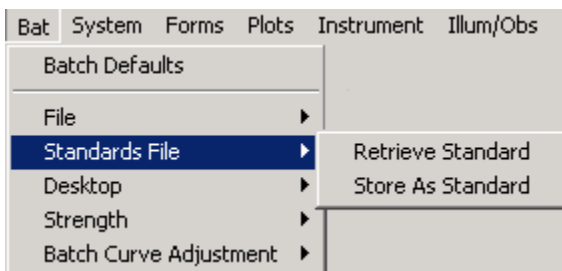 Bat System Forms Plots Instrument Illum/Obs
Batch Defaults
File
Standards File
Retrieve Standard
Desktop
Store As Standard
Strength
Batch Curve Adjustment